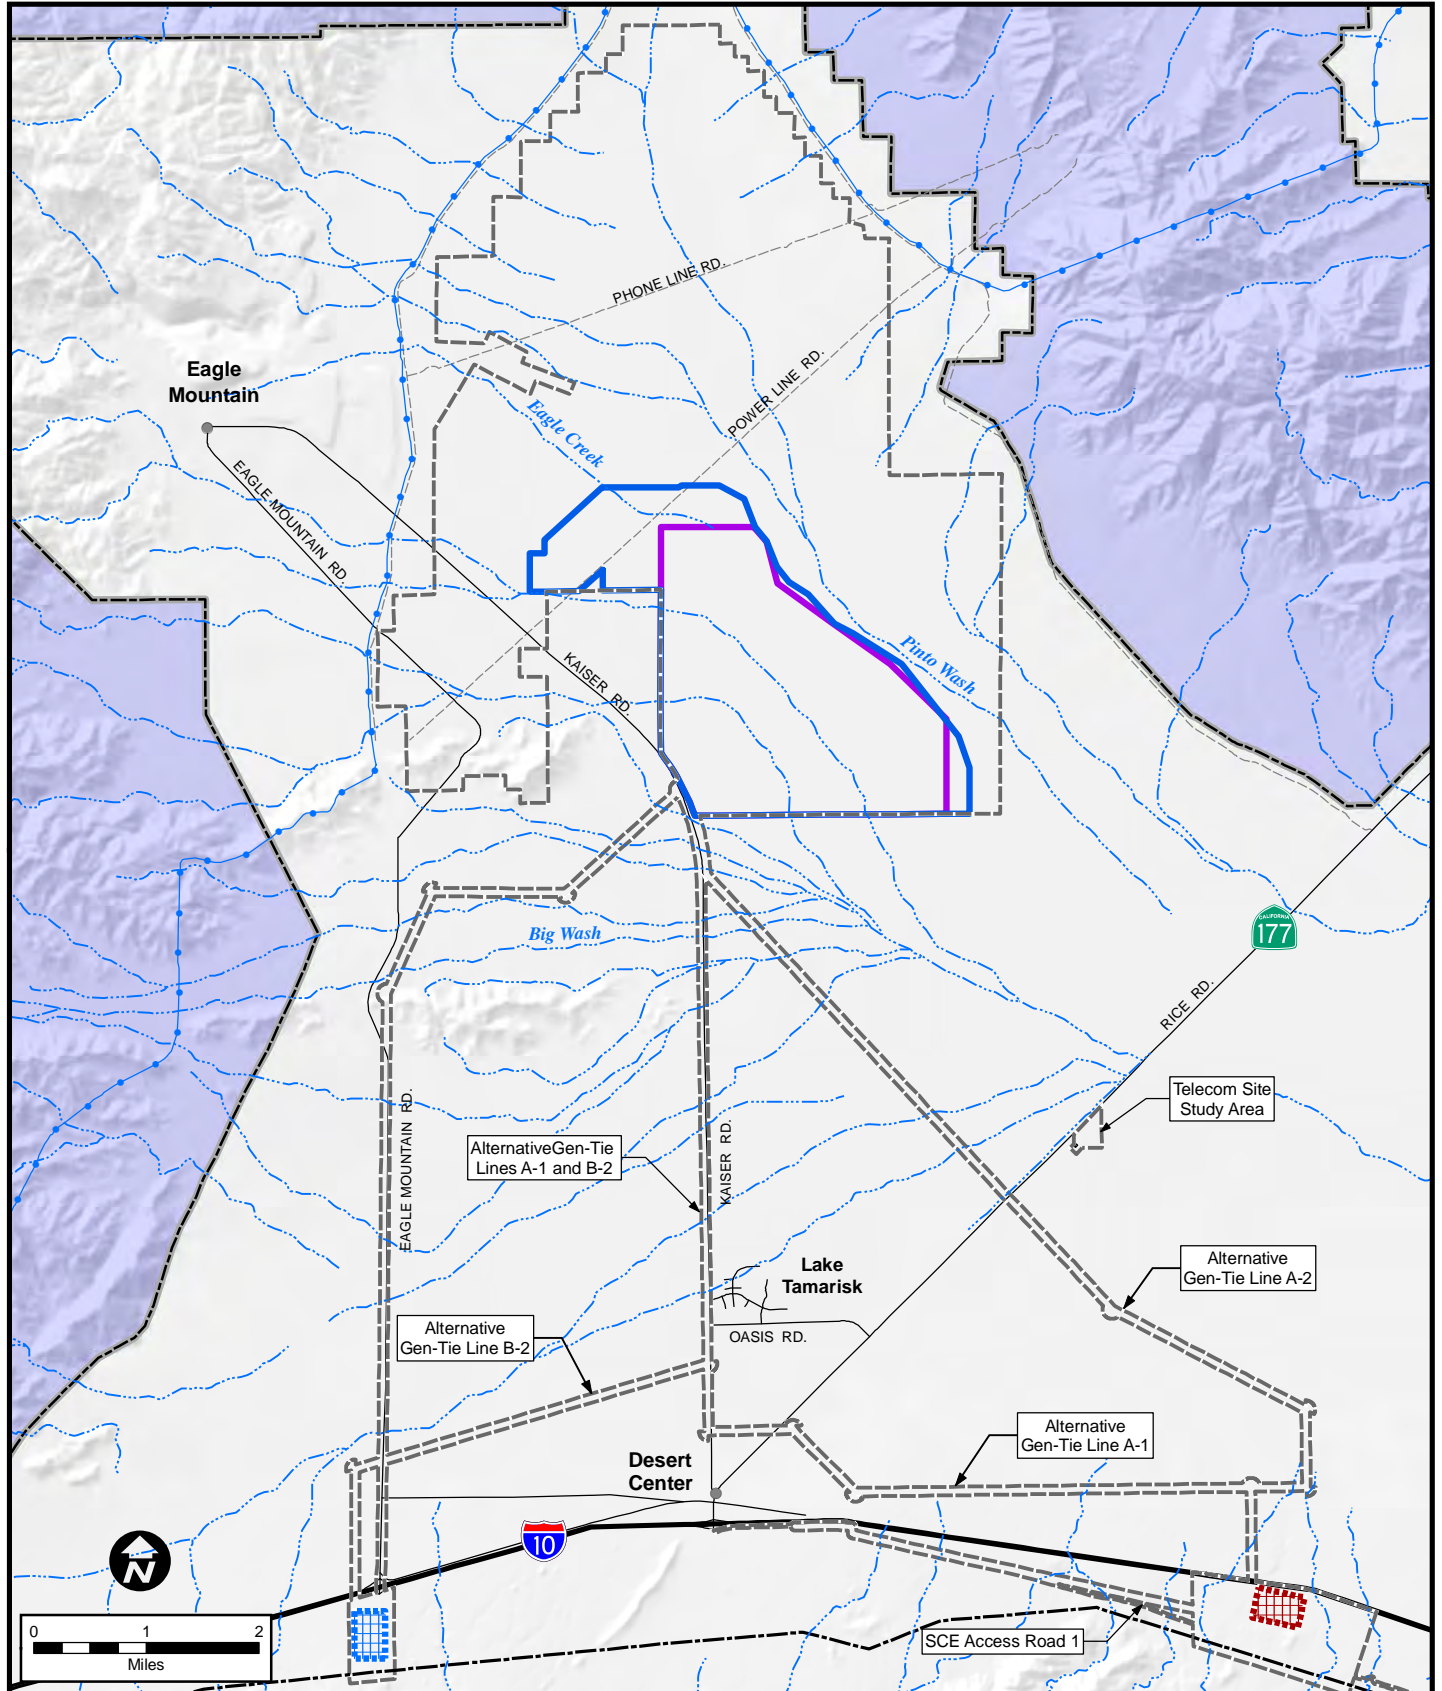 PHONE LINE RD.
Eagle
Mountain
POWER LINE RD.
Eagle Creek
EAGLE MOUNTAIN RD.
Pinto Wash
KAISER RD.
CALIFORNIA
177
Big Wash
RICE RD.
Telecom Site
Study Area
EAGLE MOUNTAIN RD.
KAISER RD.
AlternativeGen-Tie
Lines A-1 and B-2
Lake
Tamarisk
Alternative
Gen-Tie Line A-2
Alternative
Gen-Tie Line B-2
OASIS RD.
Alternative
Gen-Tie Line A-1
Desert
Center
10
N
0 1 2
Miles
SCE Access Road 1